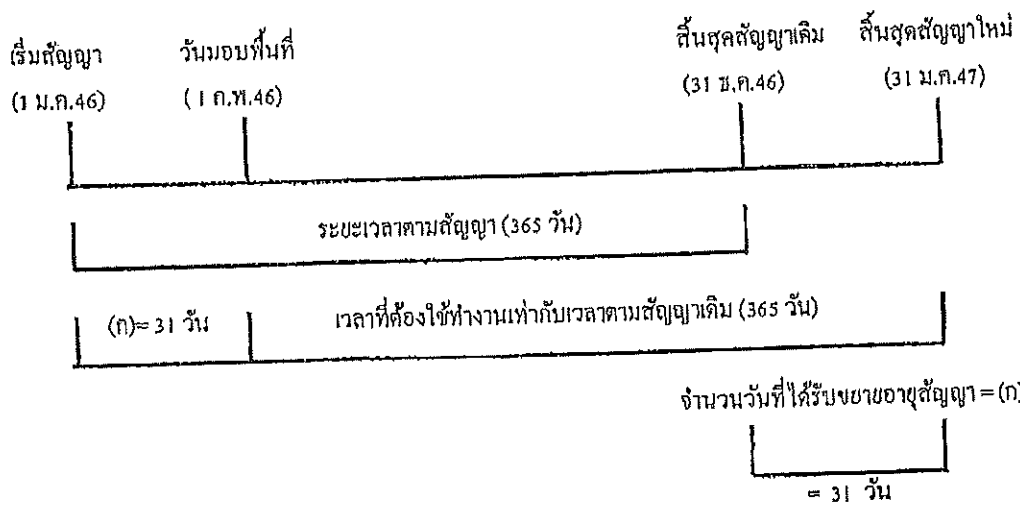 เริ่มสัญญา วันมอบพื้นที่ สิ้นสุดสัญญาเดิม สิ้นสุดสัญญาใหม่
(1 ม.ค.46) ( 1 ก.พ.46) (31 ธ.ค.46) (31 ม.ค.47)
ระยะเวลาตามสัญญา (365 วัน)
(ก)= 31 วัน เวลาที่ต้องใช้ทำงานเท่ากับเวลาตามสัญญาเดิม (365 วัน)
จำนวนวันที่ได้รับขยายอายุสัญญา = (ก)
= 31 วัน